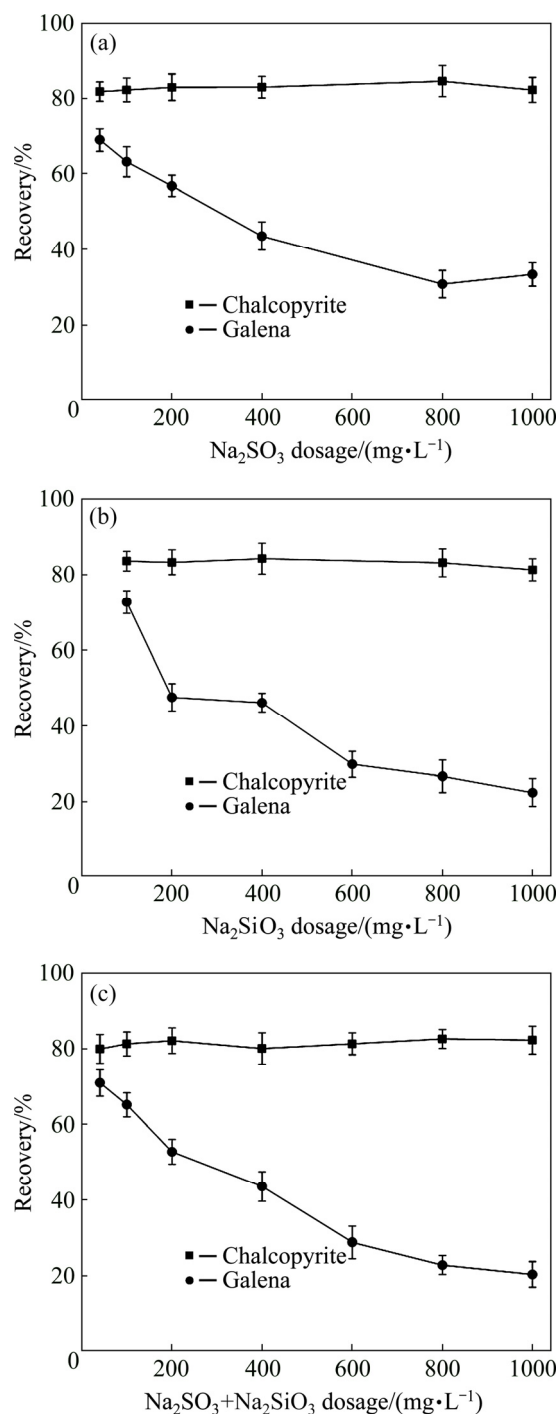 100
(a)
80
60
40
20
0
Recovery/%
Chalcopyrite
Galena
200 400 600 800 1000
Na₂SO₃ dosage/(mg•L⁻¹)
100
(b)
80
60
40
20
0
Recovery/%
Chalcopyrite
Galena
200 400 600 800 1000
Na₂SiO₃ dosage/(mg•L⁻¹)
100
(c)
80
60
40
20
0
Recovery/%
Chalcopyrite
Galena
200 400 600 800 1000
Na₂SO₃+Na₂SiO₃ dosage/(mg•L⁻¹)